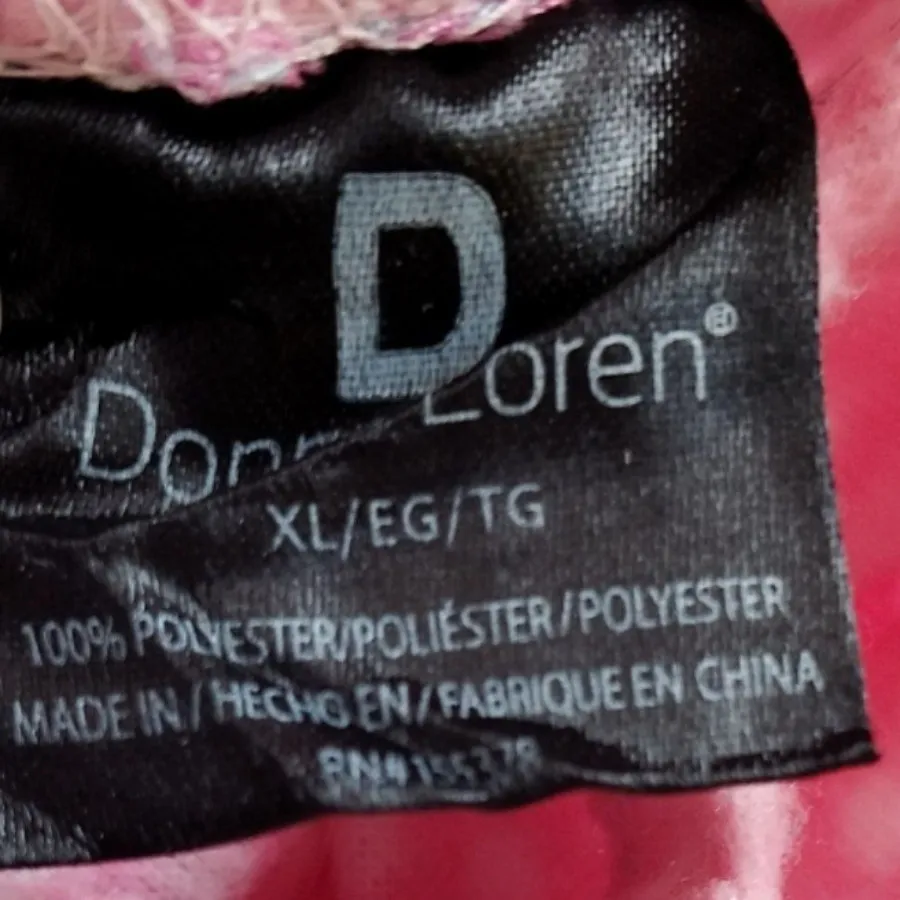 D
Loren®
XL/EG/TG
100% POLYESTER/POLIÉSTER/POLYESTER
MADE IN/HECHO EN/FABRIQUE EN CHINA